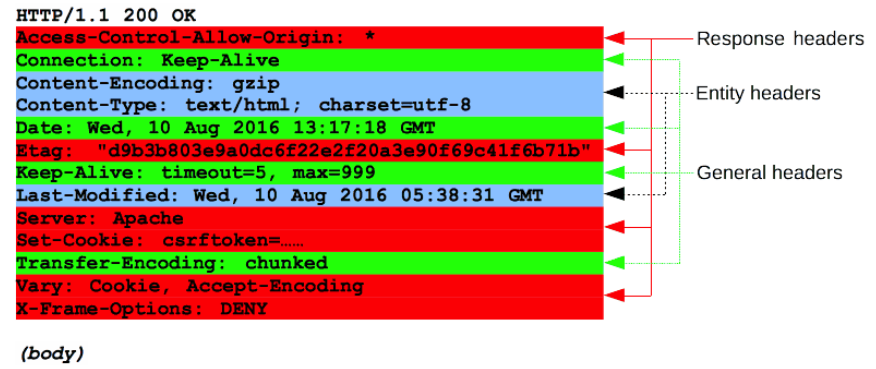 HTTP/1.1 200 OK
Access-Control-Allow-Origin: *
Connection: Keep-Alive
Content-Encoding: gzip
Content-Type: text/html; charset=utf-8
Date: Wed, 10 Aug 2016 13:17:18 GMT
Etag: "d9b3b803e9a0dc6f22e2f20a3e90f69c41f6b71b"
Keep-Alive: timeout=5, max=999
Last-Modified: Wed, 10 Aug 2016 05:38:31 GMT
Server: Apache
Set-Cookie: csrftoken=……
Transfer-Encoding: chunked
Vary: Cookie, Accept-Encoding
X-Frame-Options: DENY
(body)
Response headers
Entity headers
General headers